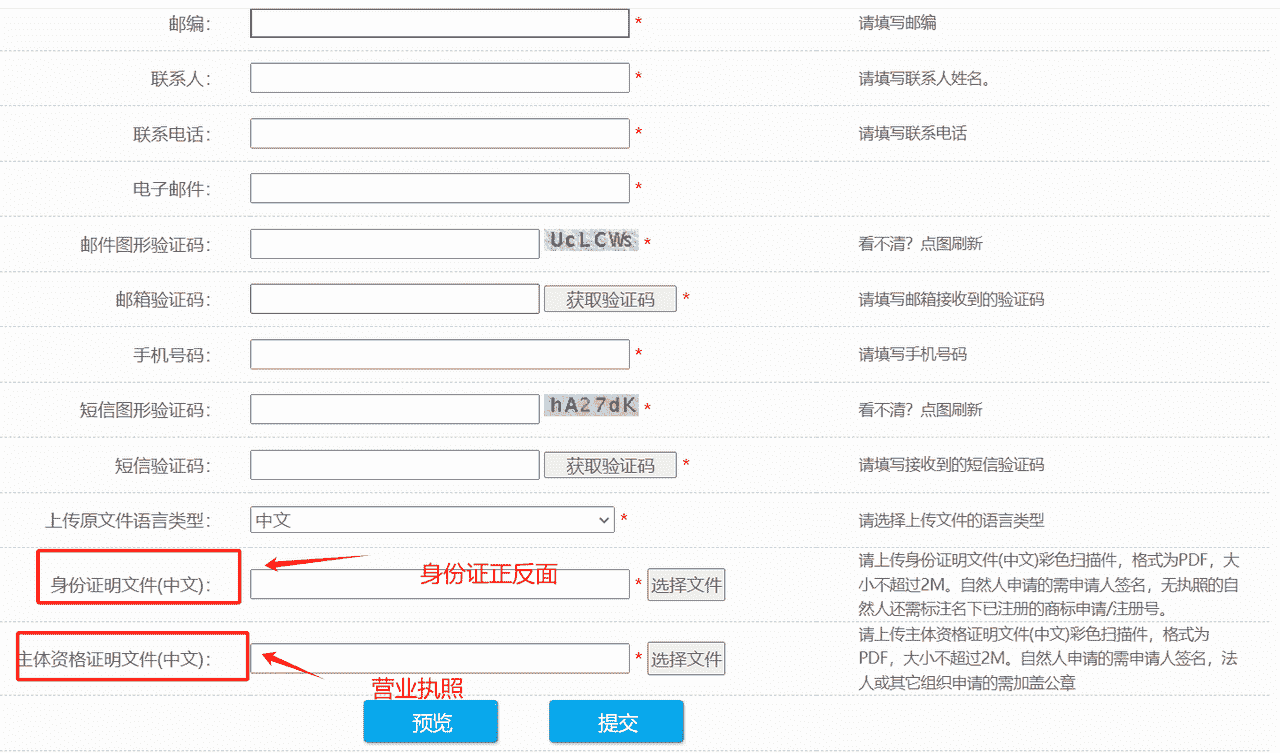 邮编： * 请填写邮编
联系人： * 请填写联系人姓名。
联系电话： * 请填写联系电话
电子邮件： *
邮件图形验证码： UcLCWs * 看不清？点图刷新
邮箱验证码： 获取验证码 * 请填写邮箱接收到的验证码
手机号码： * 请填写手机号码
短信图形验证码： hA27dK * 看不清？点图刷新
短信验证码： 获取验证码 * 请填写接收到的短信验证码
上传原文件语言类型： 中文 * 请选择上传文件的语言类型
身份证明文件(中文)： 身份证正反面 * 选择文件
请上传身份证明文件(中文)彩色扫描件，格式为PDF，大
小不超过2M。自然人申请的需申请人签名，无执照的自
然人还需标注名下已注册的商标申请/注册号。
主体资格证明文件(中文)： * 选择文件
请上传主体资格证明文件(中文)彩色扫描件，格式为
PDF，大小不超过2M。自然人申请的需申请人签名，法
人或其它组织申请的需加盖公章
营业执照
预览 提交